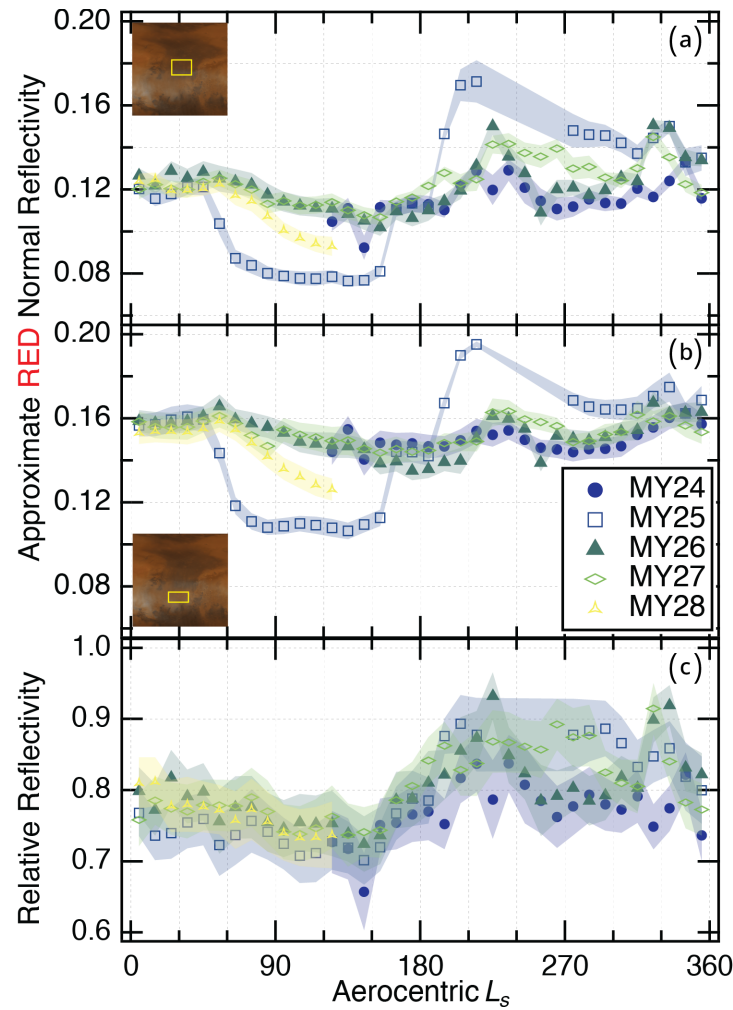 0.20
(a)
0.16
0.12
0.08
Approximate RED Normal Reflectivity
0.20
(b)
0.16
0.12
0.08
MY24
MY25
MY26
MY27
MY28
1.0
(c)
0.9
0.8
0.7
0.6
Relative Reflectivity
0
90
180
270
360
Aerocentric Ls